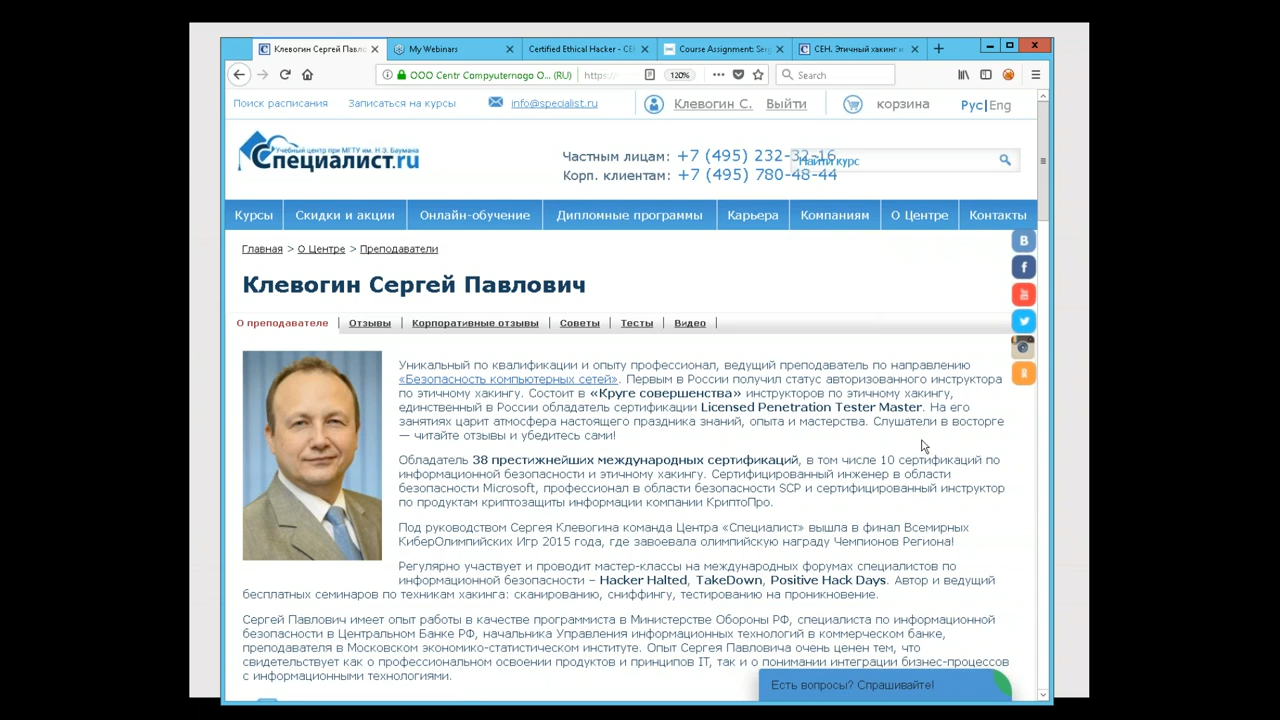 Клевогин Сергей Павло
My Webinars
Certified Ethical Hacker - CEH
Course Assignment: Serg
CEH. Этичный хакинг и
ООО Centr Compyuternogo O... (RU)
https:/
120%
Search
Поиск расписания
Записаться на курсы
info@specialist.ru
Клевогин С.
Выйти
корзина
Рус|Eng
Учебный центр при МГТУ им. Н.Э. Баумана
Специалист.ru
Частным лицам: +7 (495) 232-32-16
Найти курс
Корп. клиентам: +7 (495) 780-48-44
Курсы
Скидки и акции
Онлайн-обучение
Дипломные программы
Карьера
Компаниям
О Центре
Контакты
Главная > О Центре > Преподаватели
Клевогин Сергей Павлович
О преподавателе
Отзывы
Корпоративные отзывы
Советы
Тесты
Видео
Уникальный по квалификации и опыту профессионал, ведущий преподаватель по направлению
«Безопасность компьютерных сетей». Первым в России получил статус авторизованного инструктора
по этичному хакингу. Состоит в «Круге совершенства» инструкторов по этичному хакингу,
единственный в России обладатель сертификации Licensed Penetration Tester Master. На его
занятиях царит атмосфера настоящего праздника знаний, опыта и мастерства. Слушатели в восторге
— читайте отзывы и убедитесь сами!
Обладатель 38 престижнейших международных сертификаций, в том числе 10 сертификаций по
информационной безопасности и этичному хакингу. Сертифицированный инженер в области
безопасности Microsoft, профессионал в области безопасности SCP и сертифицированный инструктор
по продуктам криптозащиты информации компании КриптоПро.
Под руководством Сергея Клевогина команда Центра «Специалист» вышла в финал Всемирных
КиберОлимпийских Игр 2015 года, где завоевала олимпийскую награду Чемпионов Региона!
Регулярно участвует и проводит мастер-классы на международных форумах специалистов по
информационной безопасности – Hacker Halted, TakeDown, Positive Hack Days. Автор и ведущий
бесплатных семинаров по техникам хакинга: сканированию, сниффингу, тестированию на проникновение.
Сергей Павлович имеет опыт работы в качестве программиста в Министерстве Обороны РФ, специалиста по информационной
безопасности в Центральном Банке РФ, начальника Управления информационных технологий в коммерческом банке,
преподавателя в Московском экономико-статистическом институте. Опыт Сергея Павловича очень ценен тем, что
свидетельствует как о профессиональном освоении продуктов и принципов IT, так и о понимании интеграции бизнес-процессов
с информационными технологиями.
Есть вопросы? Спрашивайте!